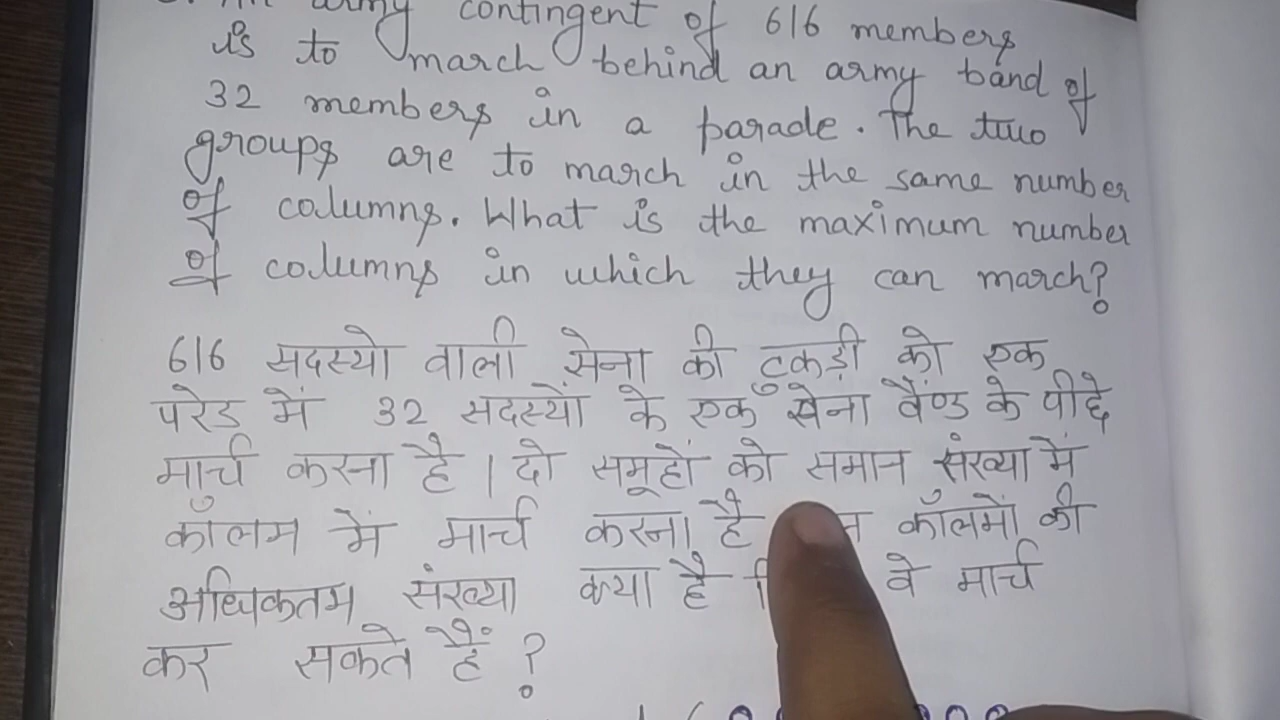 An army contingent of 616 members
is to march behind an army band of
32 members in a parade. The two
groups are to march in the same number
of columns. What is the maximum number
of columns in which they can march?
616 सदस्यो वाली सेना की टुकड़ी को एक
परेड में 32 सदस्यों के एक सेना बैण्ड के पीछे
मार्च करना है। दो समूहों को समान संख्या में
कॉलम में मार्च करना है कॉलमों की
अधिकतम संख्या क्या है वे मार्च
कर सकते हैं ?